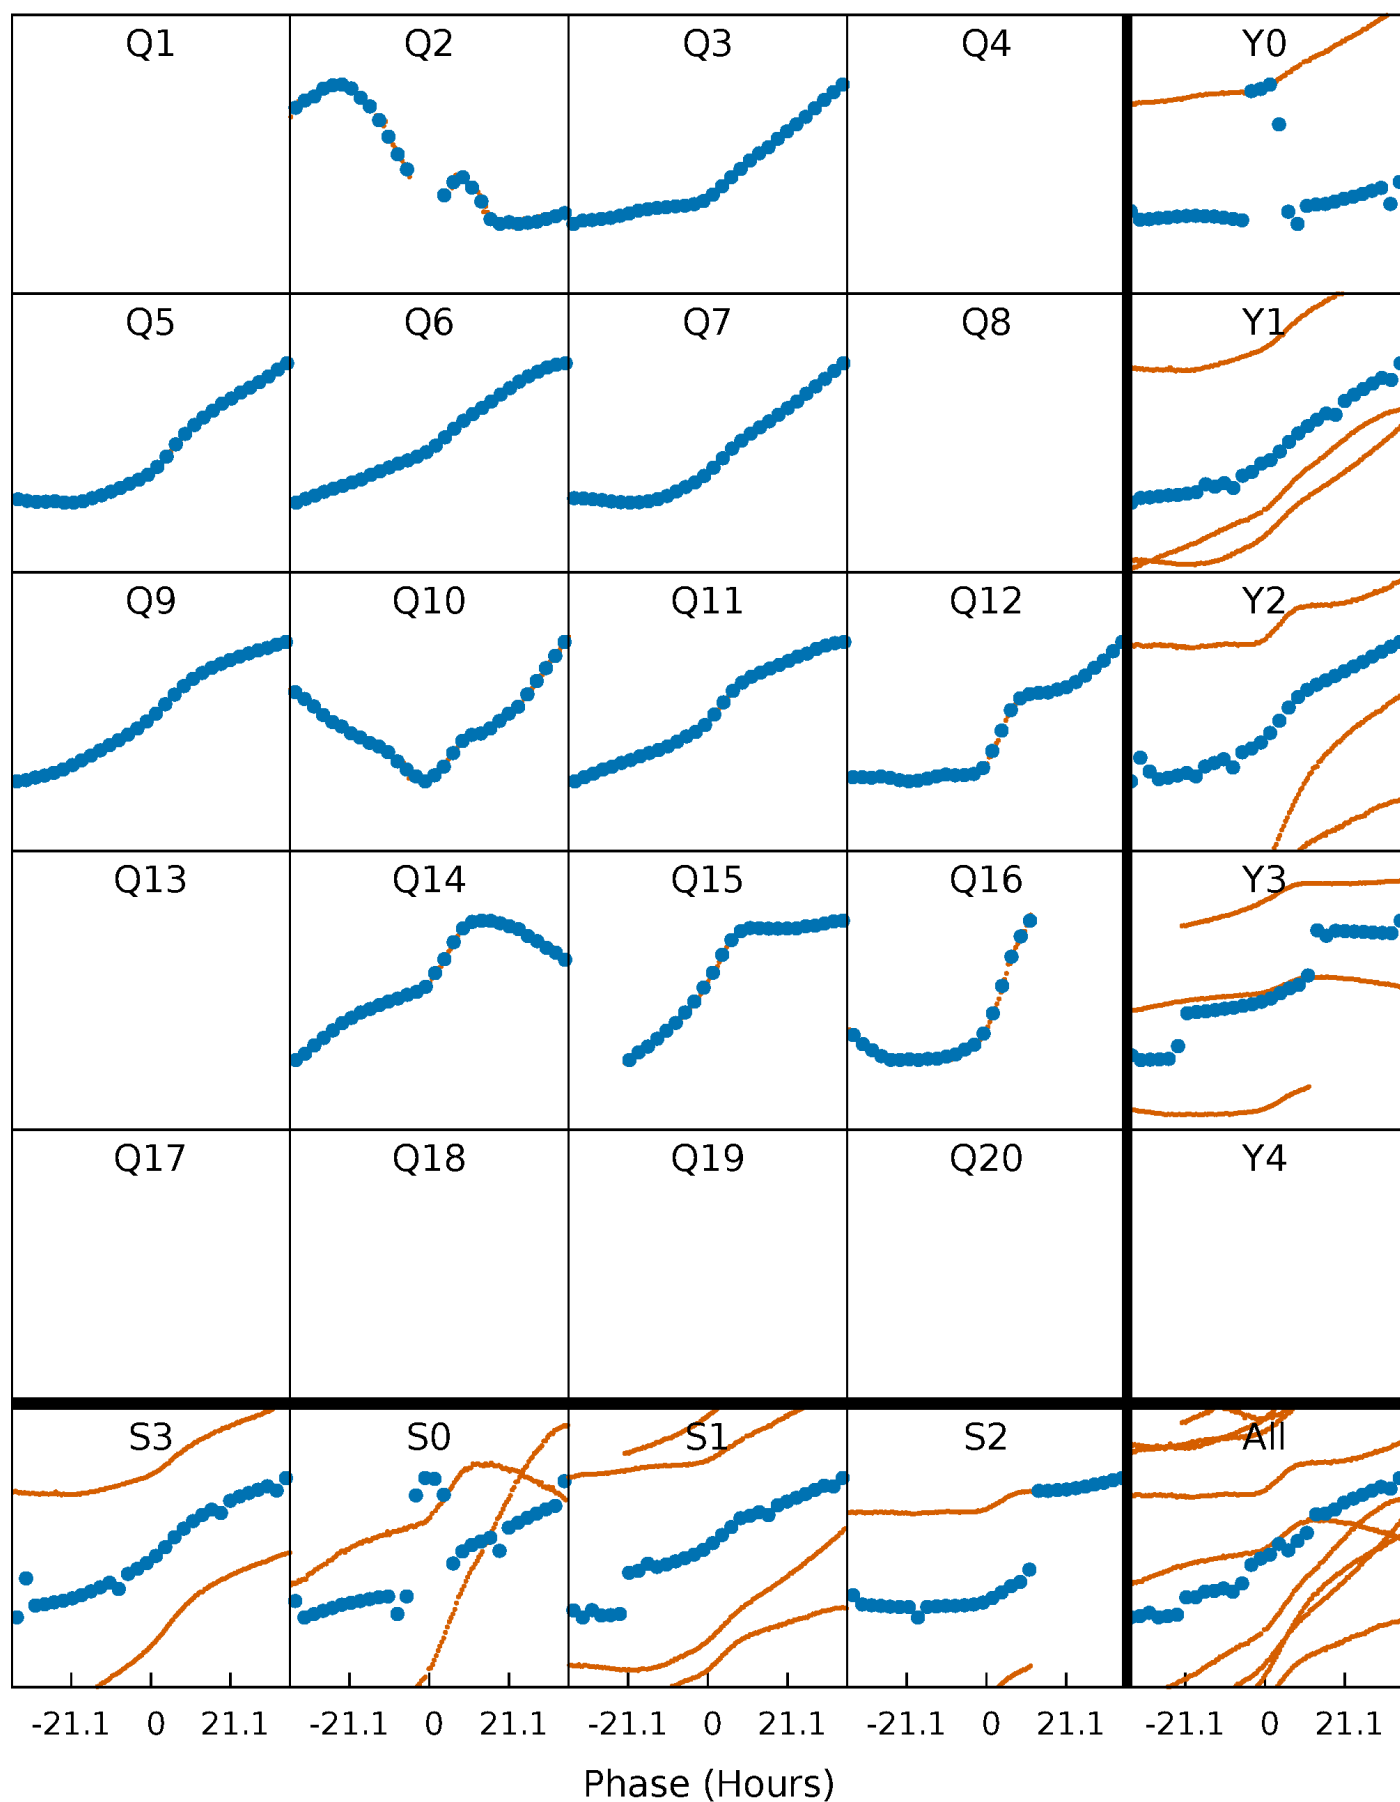 Q1 Q2 Q3 Q4 Y0
Q5 Q6 Q7 Q8 Y1
Q9 Q10 Q11 Q12 Y2
Q13 Q14 Q15 Q16 Y3
Q17 Q18 Q19 Q20 Y4
S3 S0 S1 S2 All
-21.1 0 21.1 -21.1 0 21.1 -21.1 0 21.1 -21.1 0 21.1 -21.1 0 21.1
Phase (Hours)